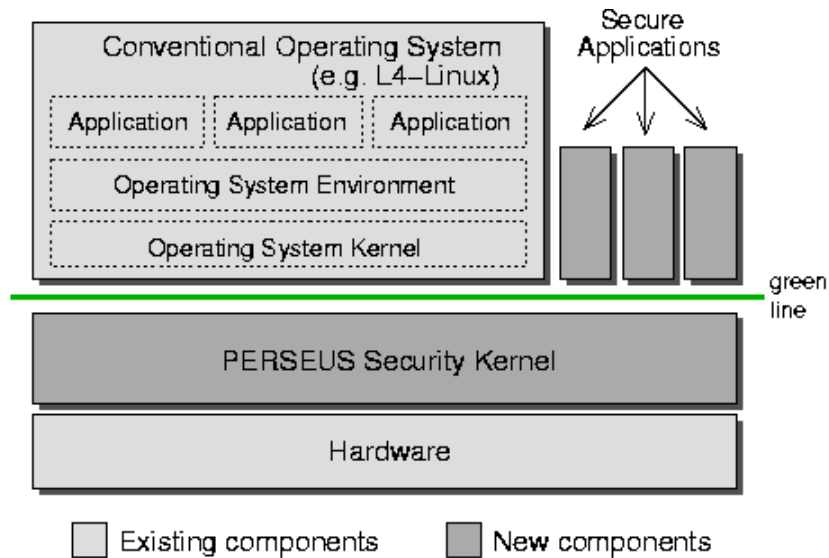 Conventional Operating System
(e.g. L4–Linux)
Secure
Applications
Application
Application
Application
Operating System Environment
Operating System Kernel
green
line
PERSEUS Security Kernel
Hardware
Existing components
New components